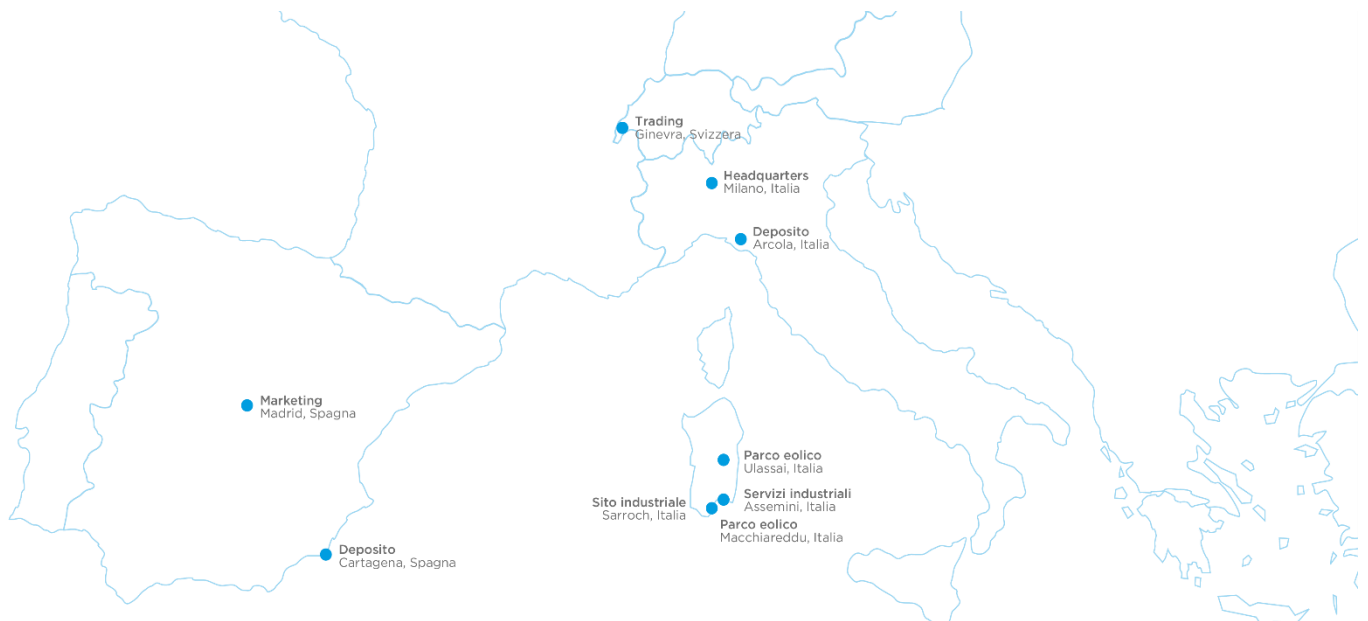 Trading
Ginevra, Svizzera
Headquarters
Milano, Italia
Deposito
Arcola, Italia
Marketing
Madrid, Spagna
Parco eolico
Ulassai, Italia
Servizi industriali
Assemini, Italia
Sito industriale
Sarroch, Italia
Parco eolico
Macchiareddu, Italia
Deposito
Cartagena, Spagna